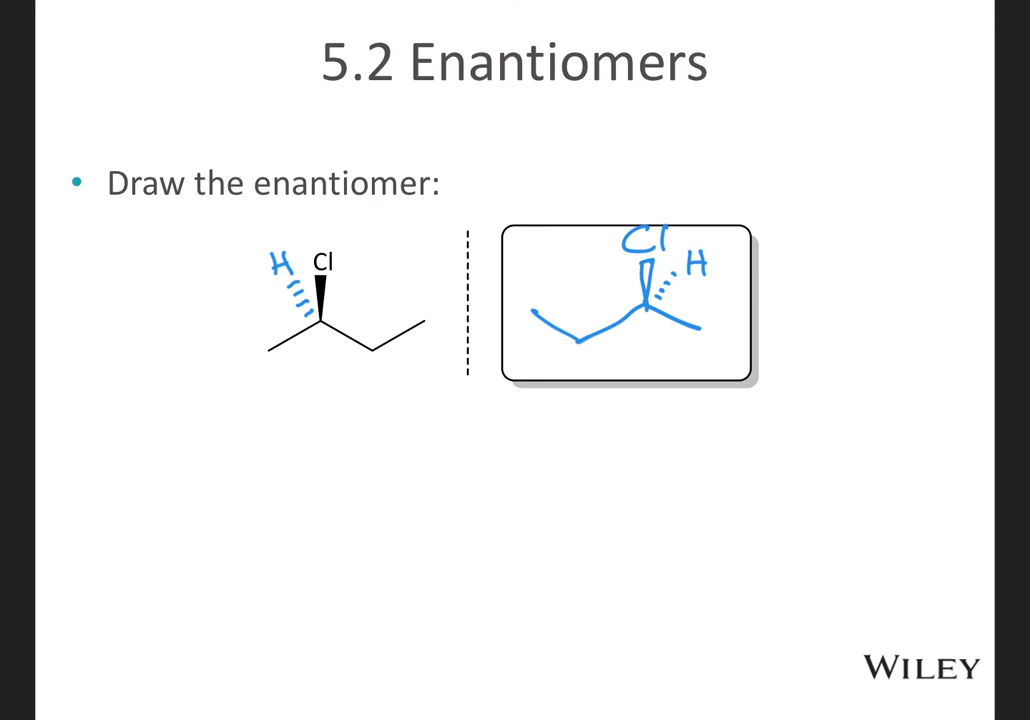 5.2 Enantiomers
• Draw the enantiomer:
H Cl
Cl
H
WILEY